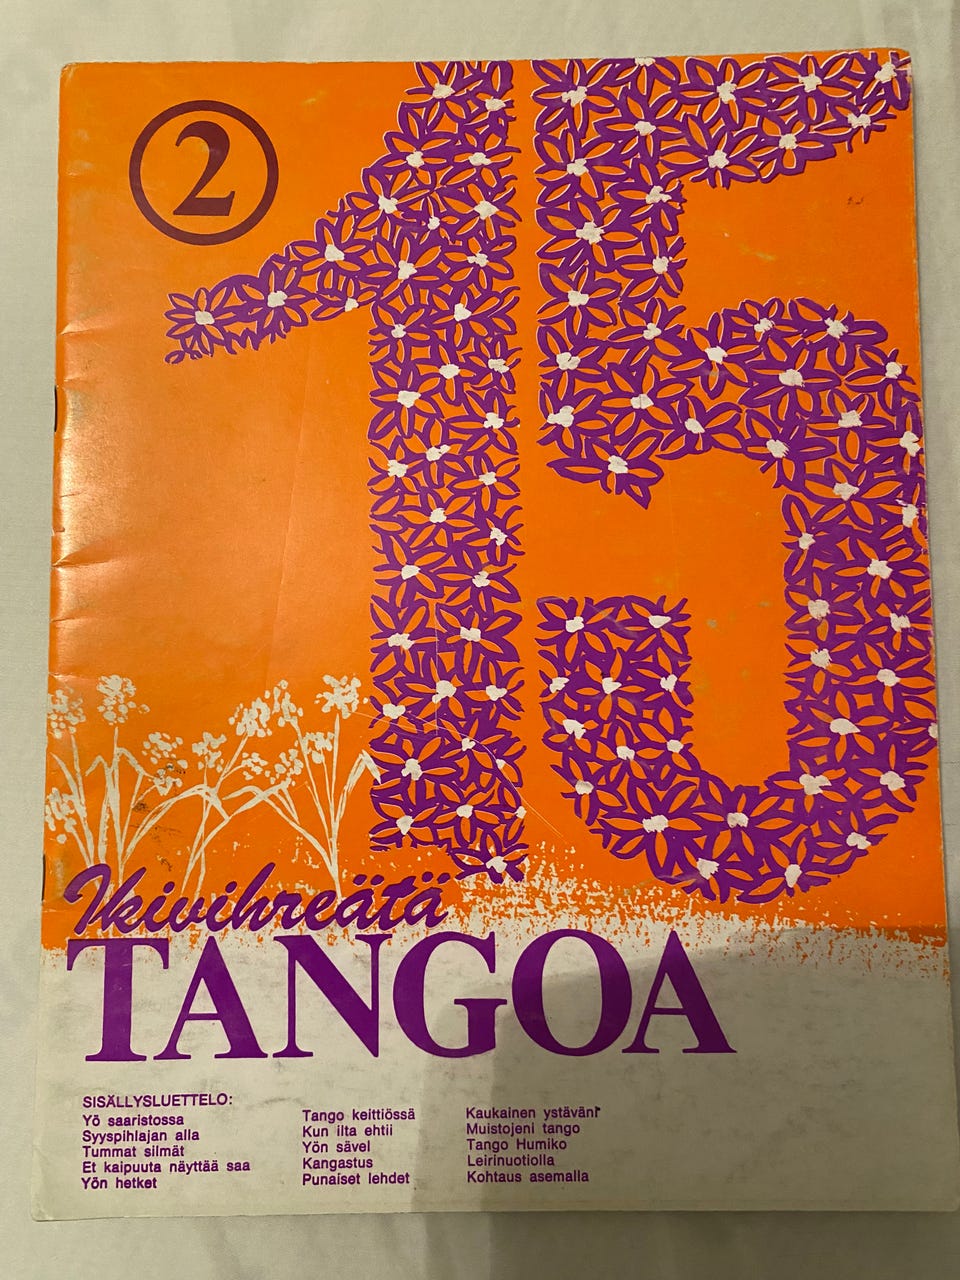 2
15
Ikivihreätä
TANGOA
SISÄLLYSLUETTELO:
Yö saaristossa
Syyspihlajan alla
Tummat silmät
Et kaipuuta näyttää saa
Yön hetket
Tango keittiössä
Kun ilta ehtii
Yön sävel
Kangastus
Punaiset lehdet
Kaukainen ystäväni
Muistojeni tango
Tango Humiko
Leirinuotiolla
Kohtaus asemalla